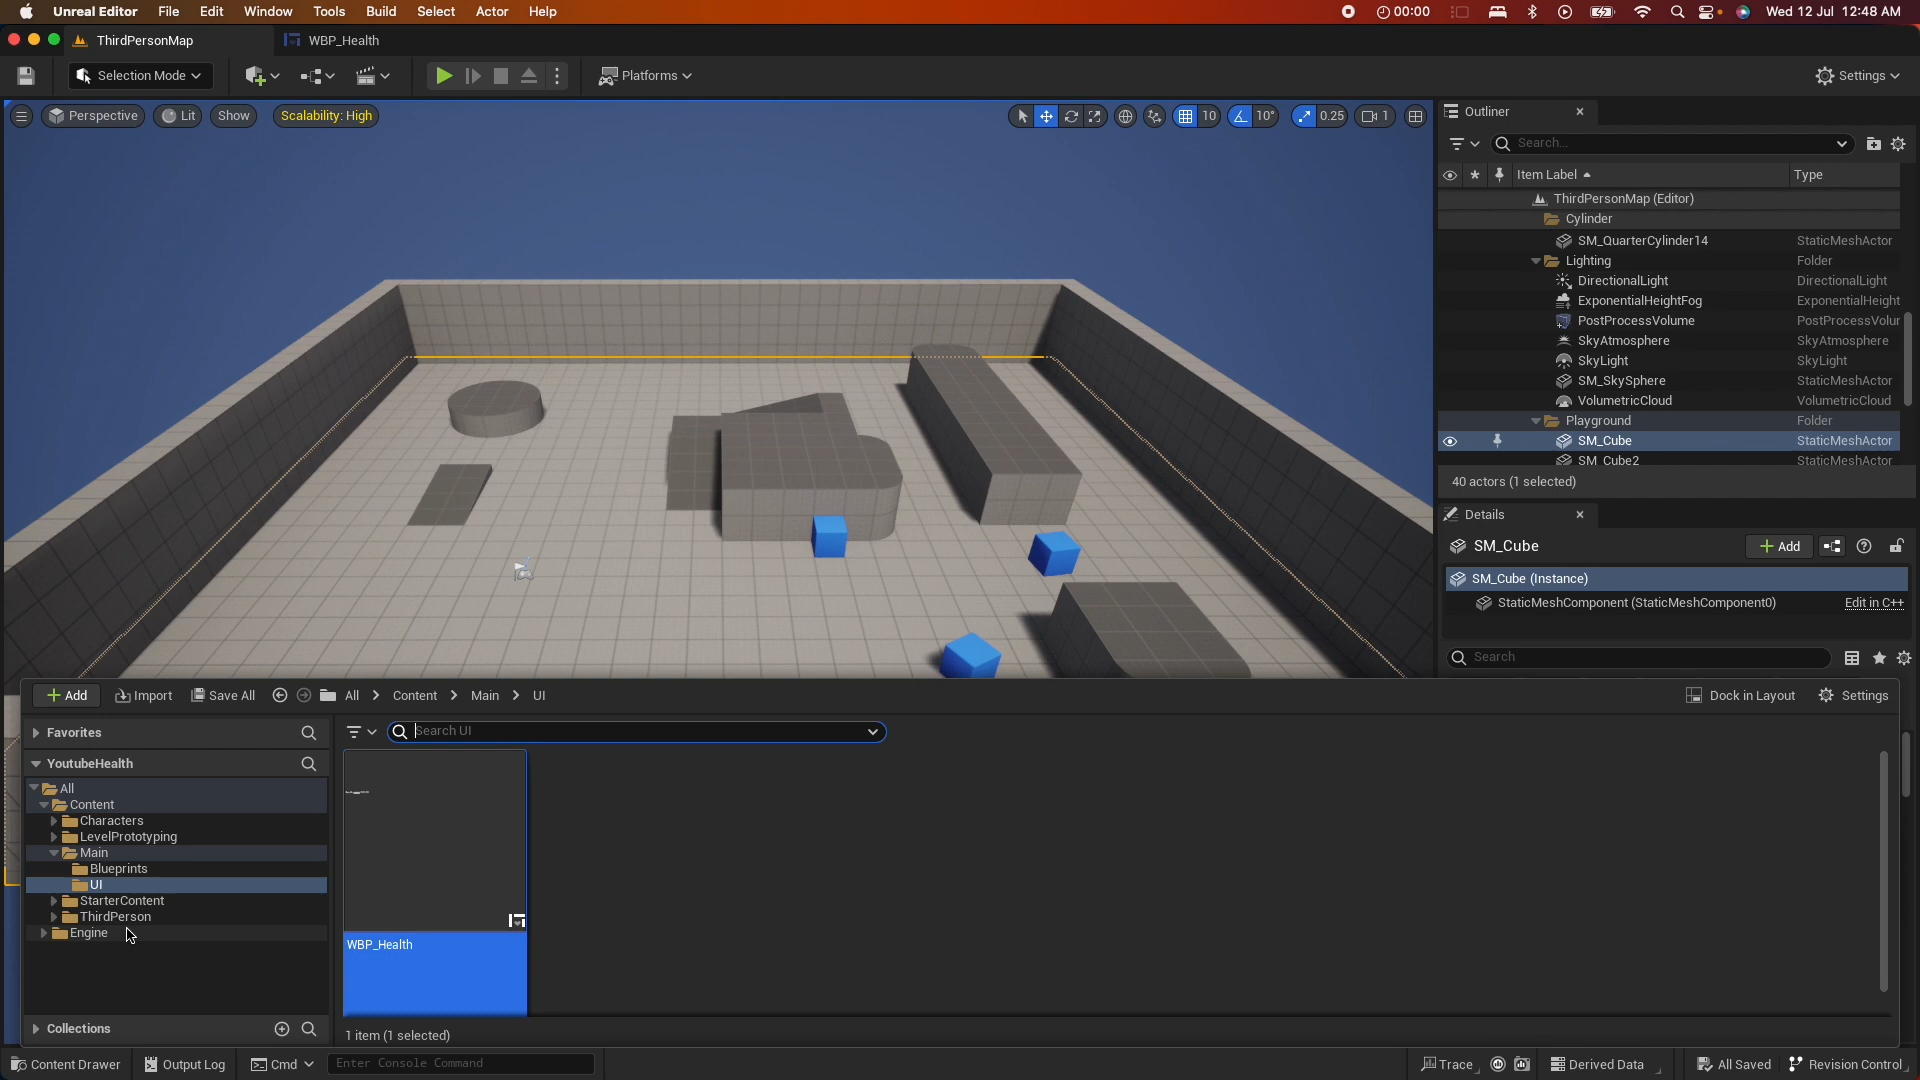 Unreal Editor File Edit Window Tools Build Select Actor Help 00:00 Wed 12 Jul 12:48 AM
ThirdPersonMap WBP_Health
Selection Mode Platforms Settings
Perspective Lit Show Scalability: High 10 10° 0.25 1
Outliner
Search...
Item Label Type
ThirdPersonMap (Editor)
Cylinder
SM_QuarterCylinder14 StaticMeshActor
Lighting Folder
DirectionalLight DirectionalLight
ExponentialHeightFog ExponentialHeight
PostProcessVolume PostProcessVolur
SkyAtmosphere SkyAtmosphere
SkyLight SkyLight
SM_SkySphere StaticMeshActor
VolumetricCloud VolumetricCloud
Playground Folder
SM_Cube StaticMeshActor
SM_Cube2 StaticMeshActor
40 actors (1 selected)
Details
SM_Cube Add
SM_Cube (Instance)
StaticMeshComponent (StaticMeshComponent0) Edit in C++
Search
Add Import Save All All Content Main UI Dock in Layout Settings
Favorites
Search UI
YoutubeHealth
All
Content
Characters
LevelPrototyping
Main
Blueprints
UI
StarterContent
ThirdPerson
Engine
WBP_Health
Collections
1 item (1 selected)
Content Drawer Output Log Cmd Enter Console Command Trace Derived Data All Saved Revision Control